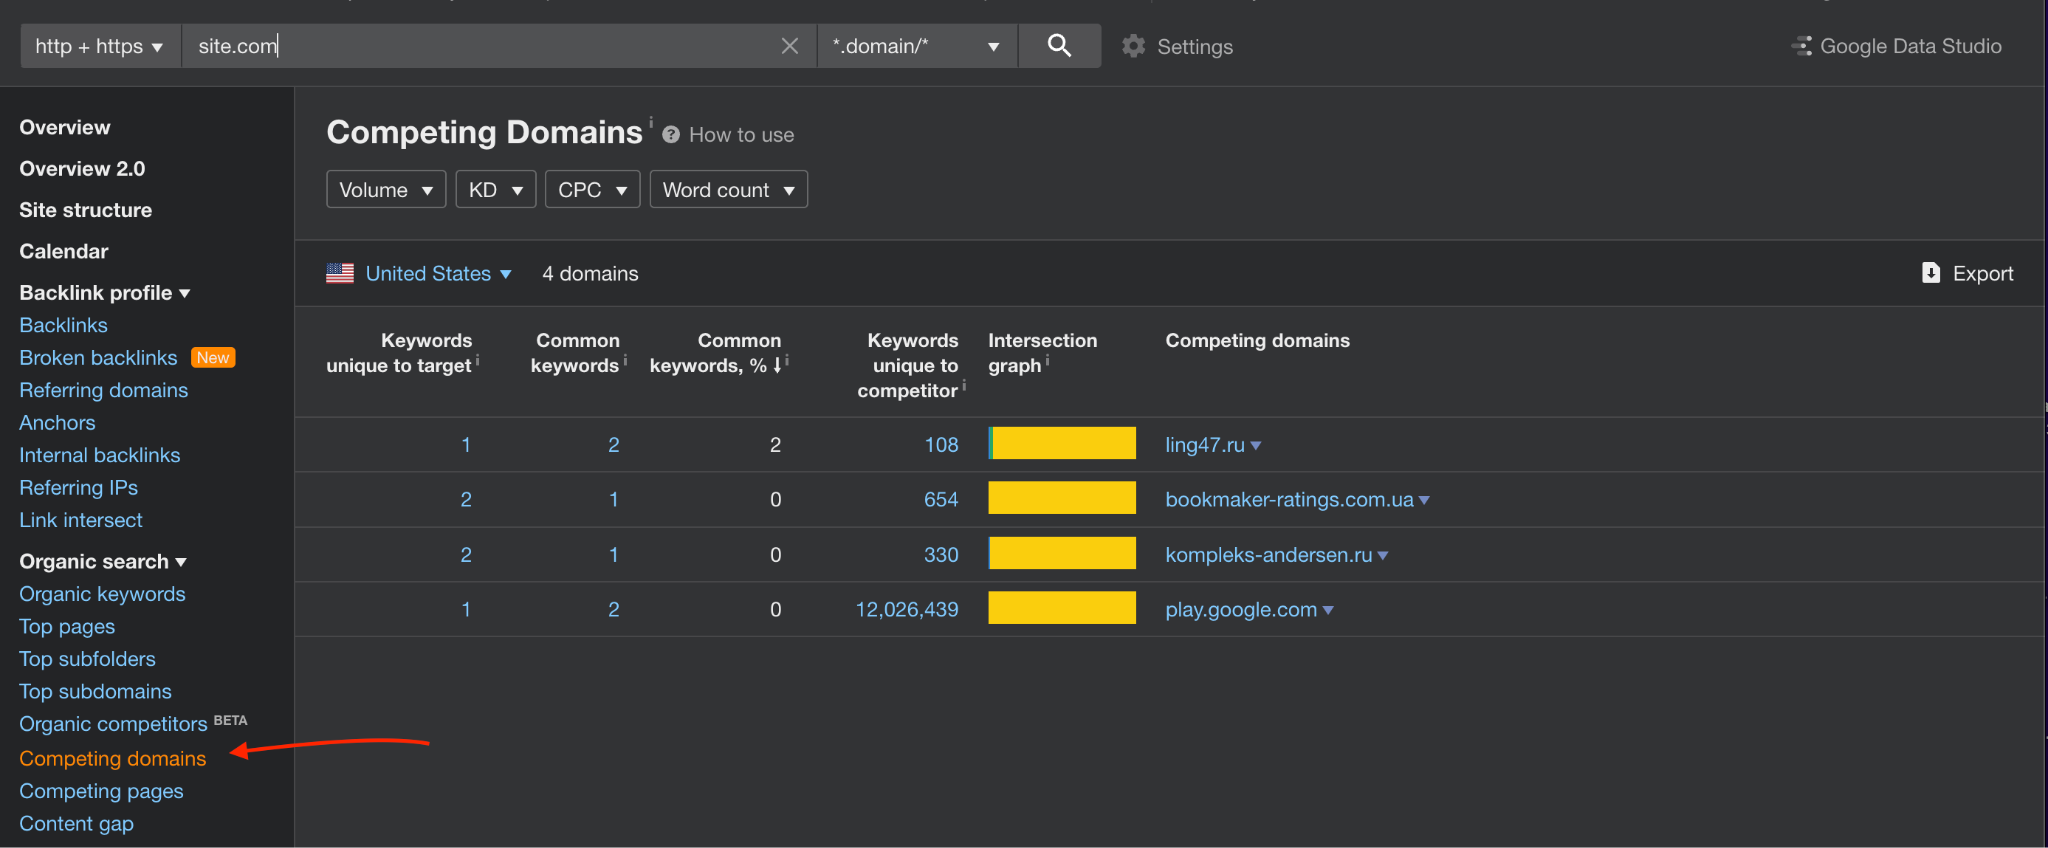 http + https
site.com
*.domain/*
Settings
Google Data Studio
Overview
Overview 2.0
Site structure
Calendar
Backlink profile
Backlinks
Broken backlinks New
Referring domains
Anchors
Internal backlinks
Referring IPs
Link intersect
Organic search
Organic keywords
Top pages
Top subfolders
Top subdomains
Organic competitors BETA
Competing domains
Competing pages
Content gap
Competing Domains i ? How to use
Volume KD CPC Word count
United States 4 domains Export
Keywords
unique to target i
Common
keywords i
Common
keywords, % i
Keywords
unique to
competitor i
Intersection
graph i
Competing domains
1 2 2 108 ling47.ru
2 1 0 654 bookmaker-ratings.com.ua
2 1 0 330 kompleks-andersen.ru
1 2 0 12,026,439 play.google.com